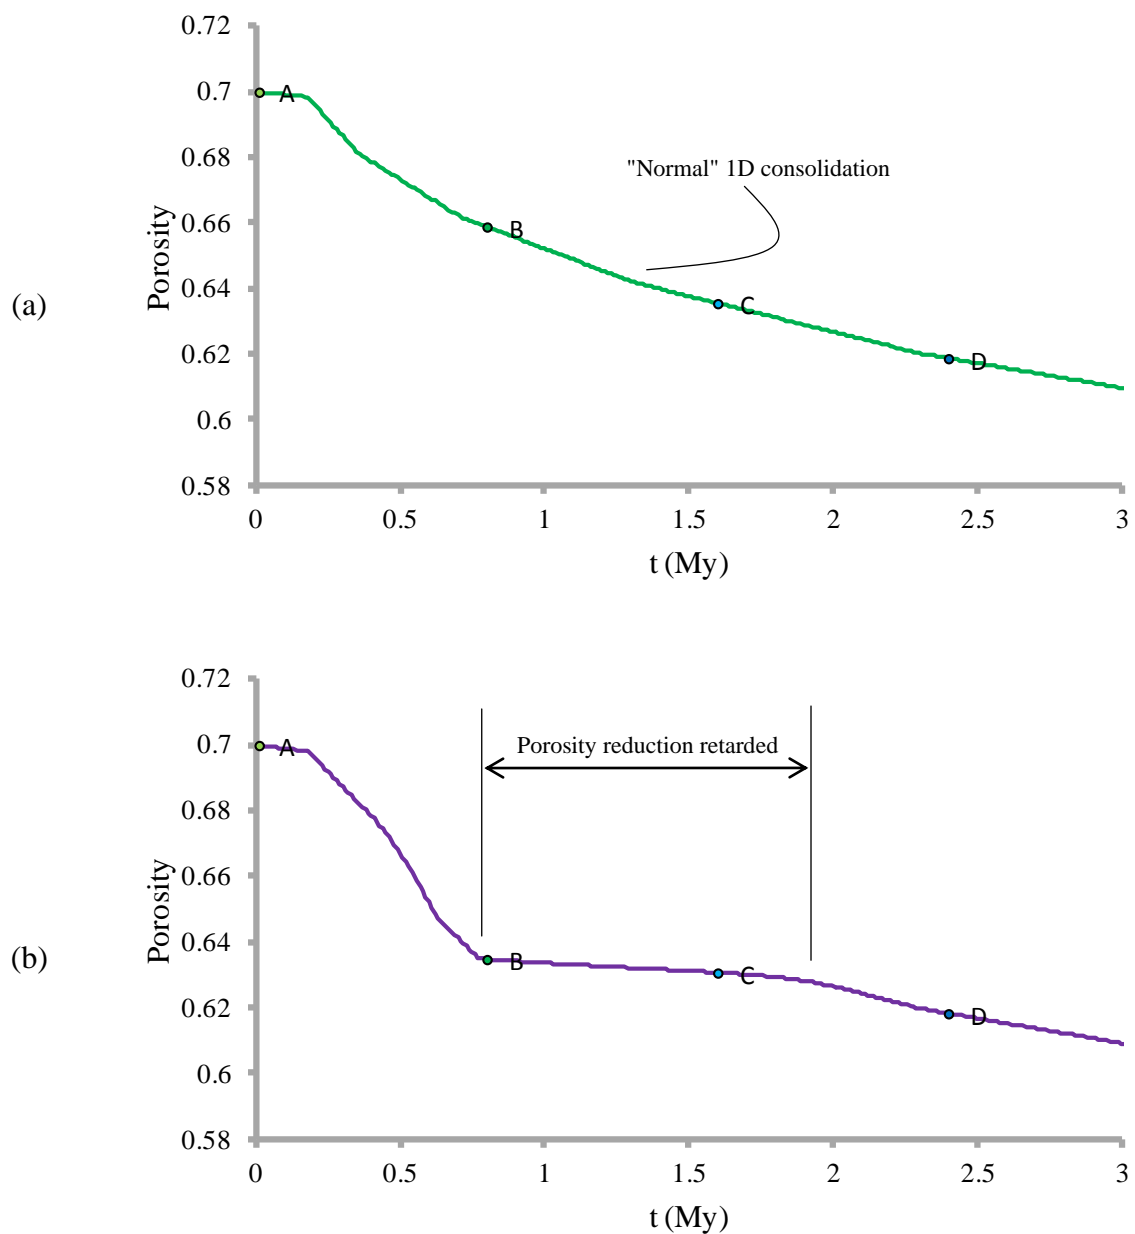 (a)
Porosity
0.72
0.7
0.68
0.66
0.64
0.62
0.6
0.58
A
B
C
D
"Normal" 1D consolidation
0 0.5 1 1.5 2 2.5 3
t (My)
(b)
Porosity
0.72
0.7
0.68
0.66
0.64
0.62
0.6
0.58
Porosity reduction retarded
A
B
C
D
0 0.5 1 1.5 2 2.5 3
t (My)